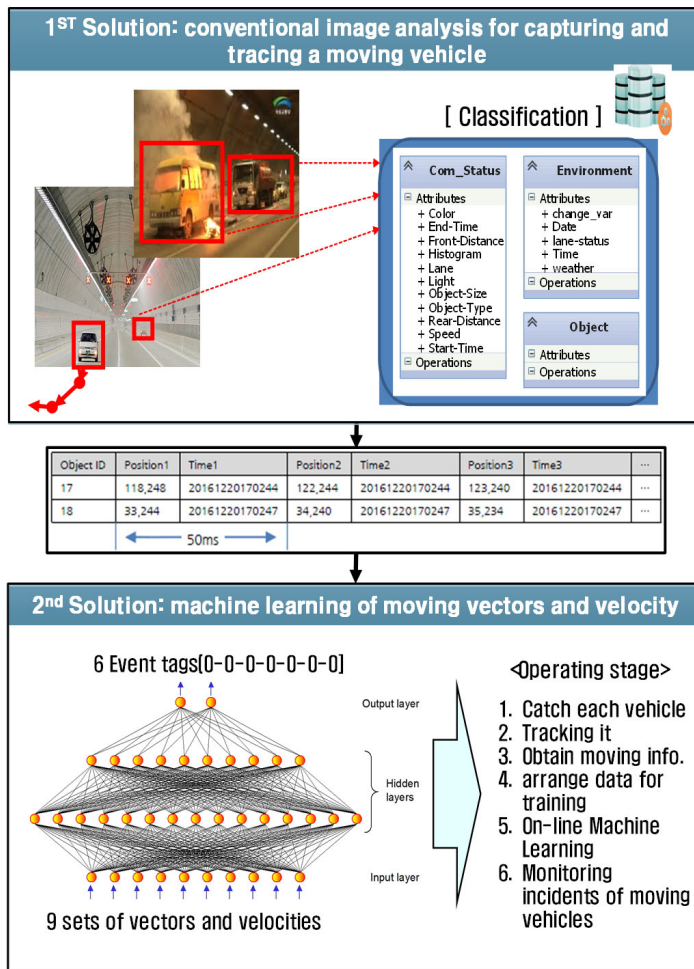 1ST Solution: conventional image analysis for capturing and
tracing a moving vehicle
[ Classification ]
Com_Status
Attributes
+ Color
+ End-Time
+ Front-Distance
+ Histogram
+ Lane
+ Light
+ Object-Size
+ Object-Type
+ Rear-Distance
+ Speed
+ Start-Time
Operations
Environment
Attributes
+ change_var
+ Date
+ lane-status
+ Time
+ weather
Operations
Object
Attributes
Operations
Object ID Position1 Time1 Position2 Time2 Position3 Time3 ...
17 118,248 20161220170244 122,244 20161220170244 123,240 20161220170244 ...
18 33,244 20161220170247 34,240 20161220170247 35,234 20161220170247 ...
50ms
2nd Solution: machine learning of moving vectors and velocity
6 Event tags[0-0-0-0-0-0-0]
Output layer
Hidden
layers
Input layer
9 sets of vectors and velocities
<Operating stage>
1. Catch each vehicle
2. Tracking it
3. Obtain moving info.
4. arrange data for
training
5. On-line Machine
Learning
6. Monitoring
incidents of moving
vehicles